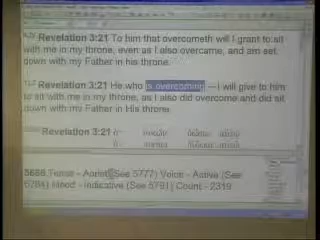 Revelation 3:21 To him that overcometh will I grant to sit
with me in my throne, even as I also overcame, and am set
down with my Father in his throne.
Revelation 3:21 He who is overcoming — I will give to him
to sit with me in my throne, as I also did overcome and did sit
down with my Father in His throne.
Revelation 3:21
5688 Tense - Aorist (See 5777) Voice - Active (See
5784) Mood - Indicative (See 5791) Count - 2319